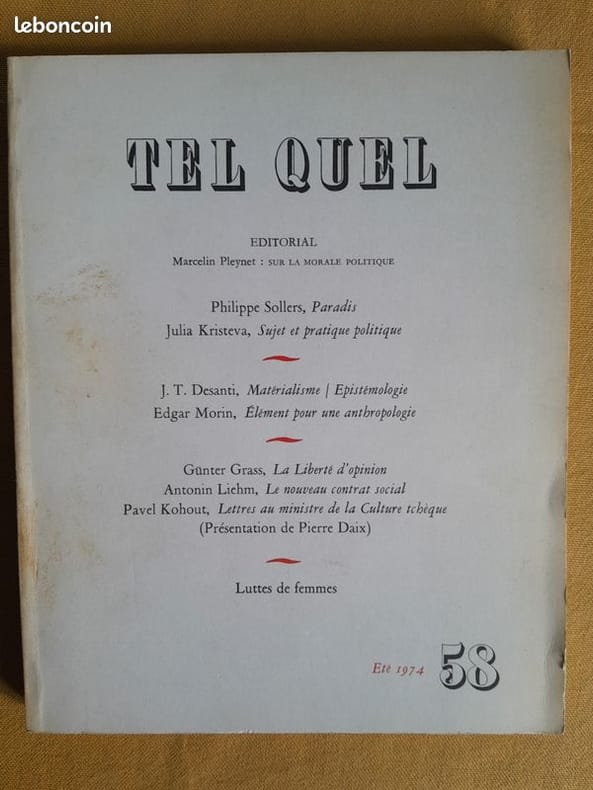 leboncoin
TEL QUEL
EDITORIAL
Marcelin Pleynet : SUR LA MORALE POLITIQUE
Philippe Sollers, Paradis
Julia Kristeva, Sujet et pratique politique
J. T. Desanti, Matérialisme / Epistémologie
Edgar Morin, Élément pour une anthropologie
Günter Grass, La Liberté d'opinion
Antonin Liehm, Le nouveau contrat social
Pavel Kohout, Lettres au ministre de la Culture tchèque
(Présentation de Pierre Daix)
Luttes de femmes
Eté 1974 58